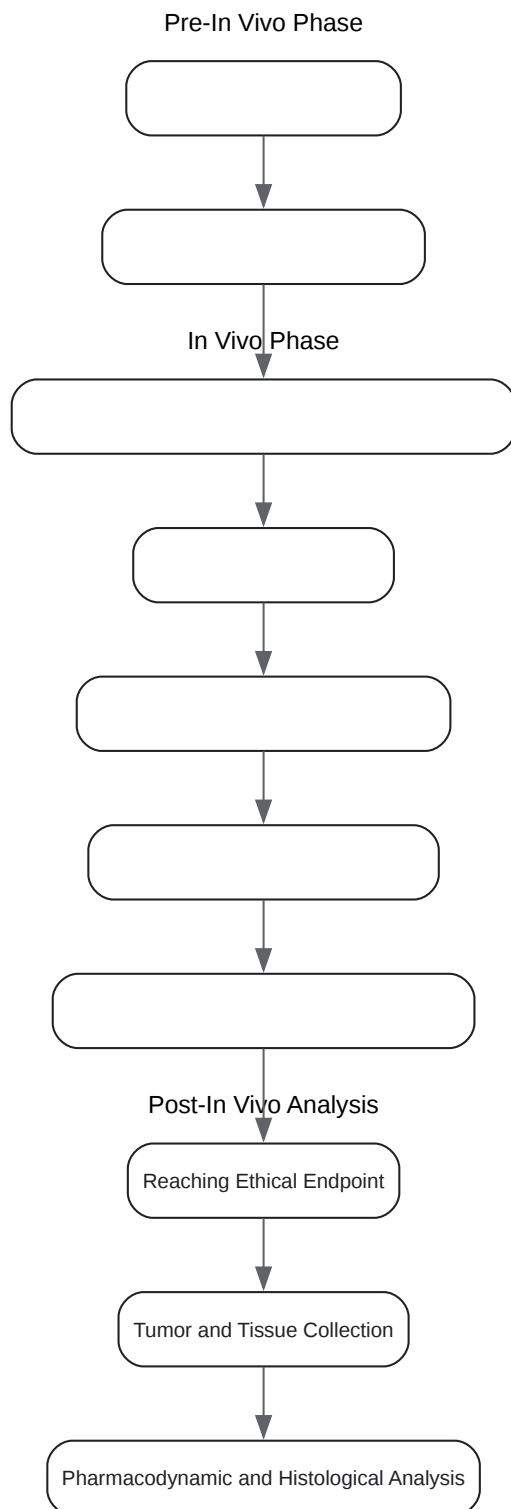 Pre-In Vivo Phase
In Vivo Phase
Post-In Vivo Analysis
Reaching Ethical Endpoint
Tumor and Tissue Collection
Pharmacodynamic and Histological Analysis